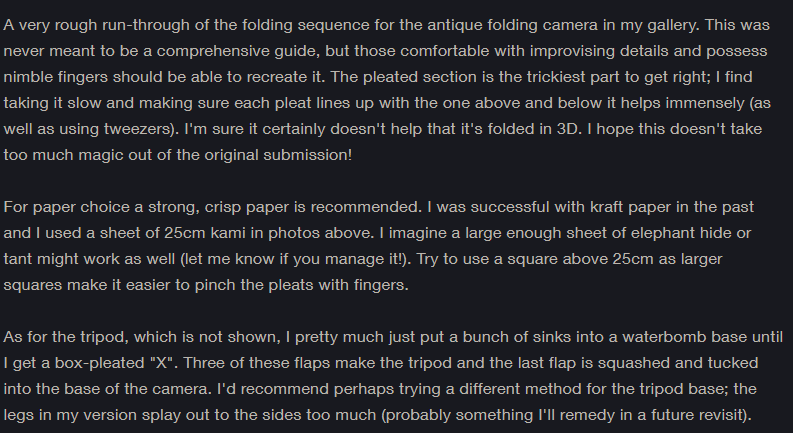 A very rough run-through of the folding sequence for the antique folding camera in my gallery. This was
never meant to be a comprehensive guide, but those comfortable with improvising details and possess
nimble fingers should be able to recreate it. The pleated section is the trickiest part to get right; I find
taking it slow and making sure each pleat lines up with the one above and below it helps immensely (as
well as using tweezers). I'm sure it certainly doesn't help that it's folded in 3D. I hope this doesn't take
too much magic out of the original submission!

For paper choice a strong, crisp paper is recommended. I was successful with kraft paper in the past
and I used a sheet of 25cm kami in photos above. I imagine a large enough sheet of elephant hide or
tant might work as well (let me know if you manage it!). Try to use a square above 25cm as larger
squares make it easier to pinch the pleats with fingers.

As for the tripod, which is not shown, I pretty much just put a bunch of sinks into a waterbomb base until
I get a box-pleated "X". Three of these flaps make the tripod and the last flap is squashed and tucked
into the base of the camera. I'd recommend perhaps trying a different method for the tripod base; the
legs in my version splay out to the sides too much (probably something I'll remedy in a future revisit).